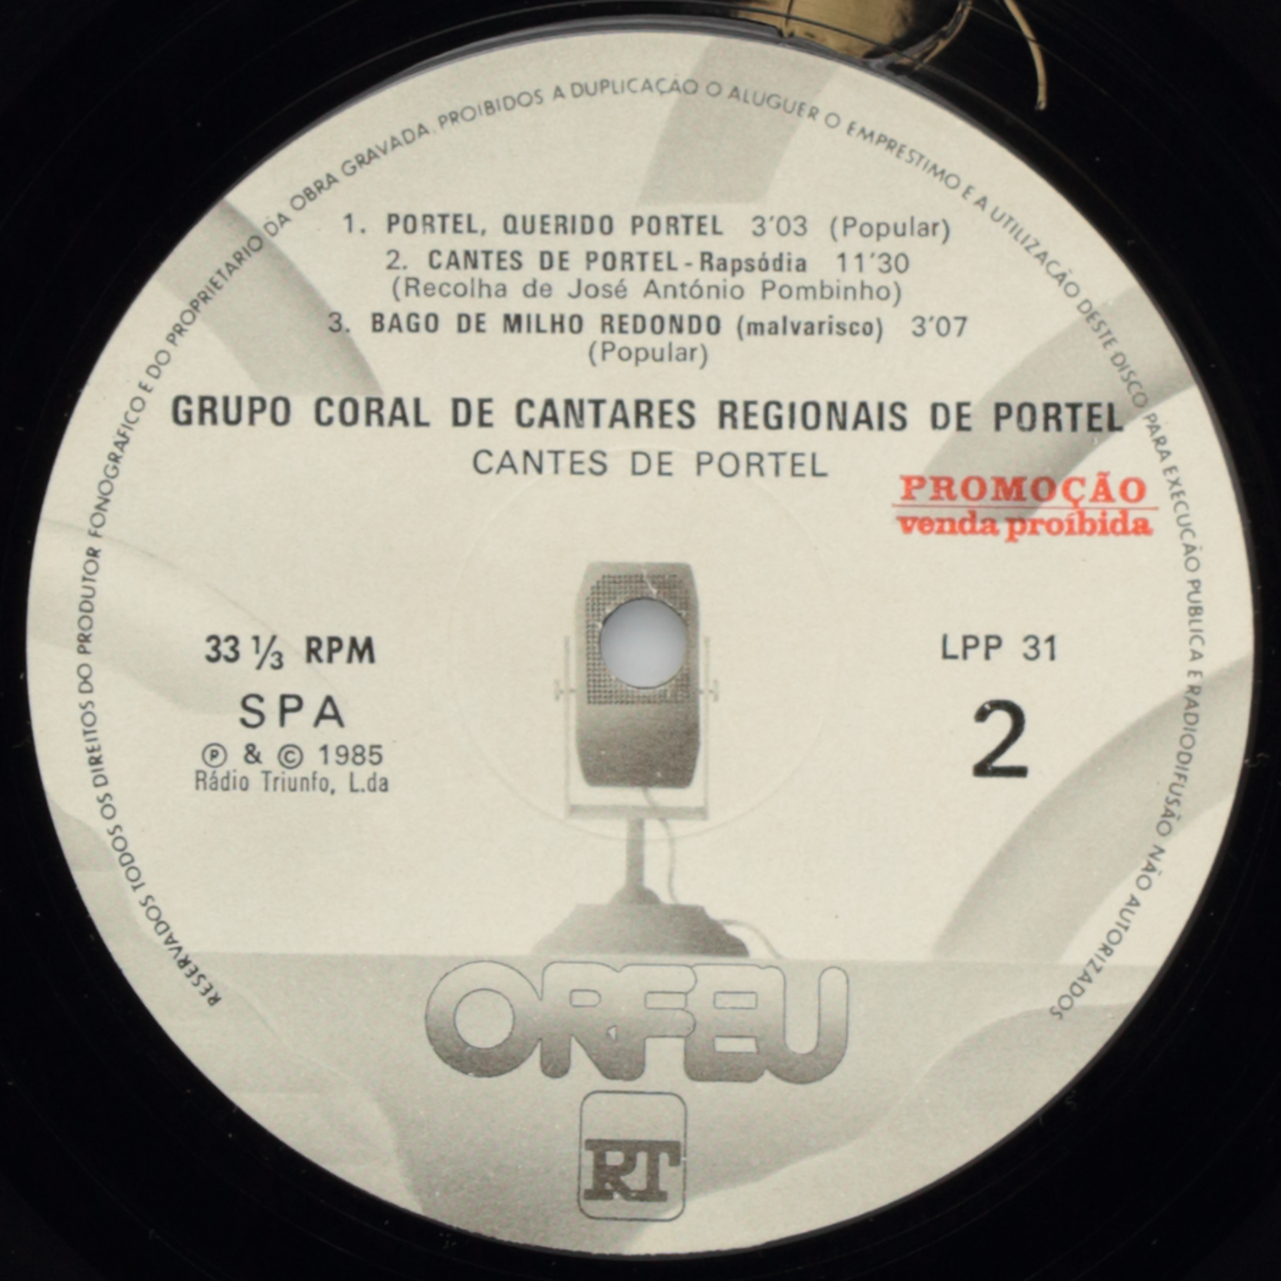 RESERVADOS TODOS OS DIREITOS DO PRODUTOR FONOGRAFICO E DO PROPRIETARIO DA OBRA GRAVADA. PROIBIDOS A DUPLICAÇÃO O ALUGUER O EMPRESTIMO E A UTILIZAÇÃO DESTE DISCO PARA EXECUÇÃO PUBLICA E RADIODIFUSÃO NÃO AUTORIZADOS
1. PORTEL, QUERIDO PORTEL 3'03 (Popular)
2. CANTES DE PORTEL - Rapsódia 11'30
(Recolha de José António Pombinho)
3. BAGO DE MILHO REDONDO (malvarisco) 3'07
(Popular)
GRUPO CORAL DE CANTARES REGIONAIS DE PORTEL
CANTES DE PORTEL
PROMOÇÃO
venda proíbida
33 1/3 RPM
SPA
Ⓟ & © 1985
Rádio Triunfo, L.da
LPP 31
2
ORFEU
RT